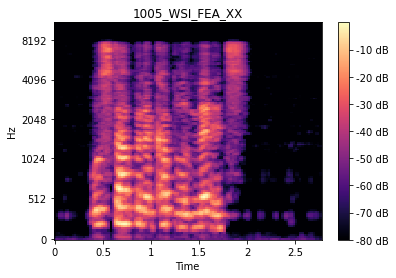 1005_WSI_FEA_XX
8192
4096
2048
1024
512
0
Hz
0
0.5
1
1.5
2
2.5
Time
-10 dB
-20 dB
-30 dB
-40 dB
-50 dB
-60 dB
-70 dB
-80 dB